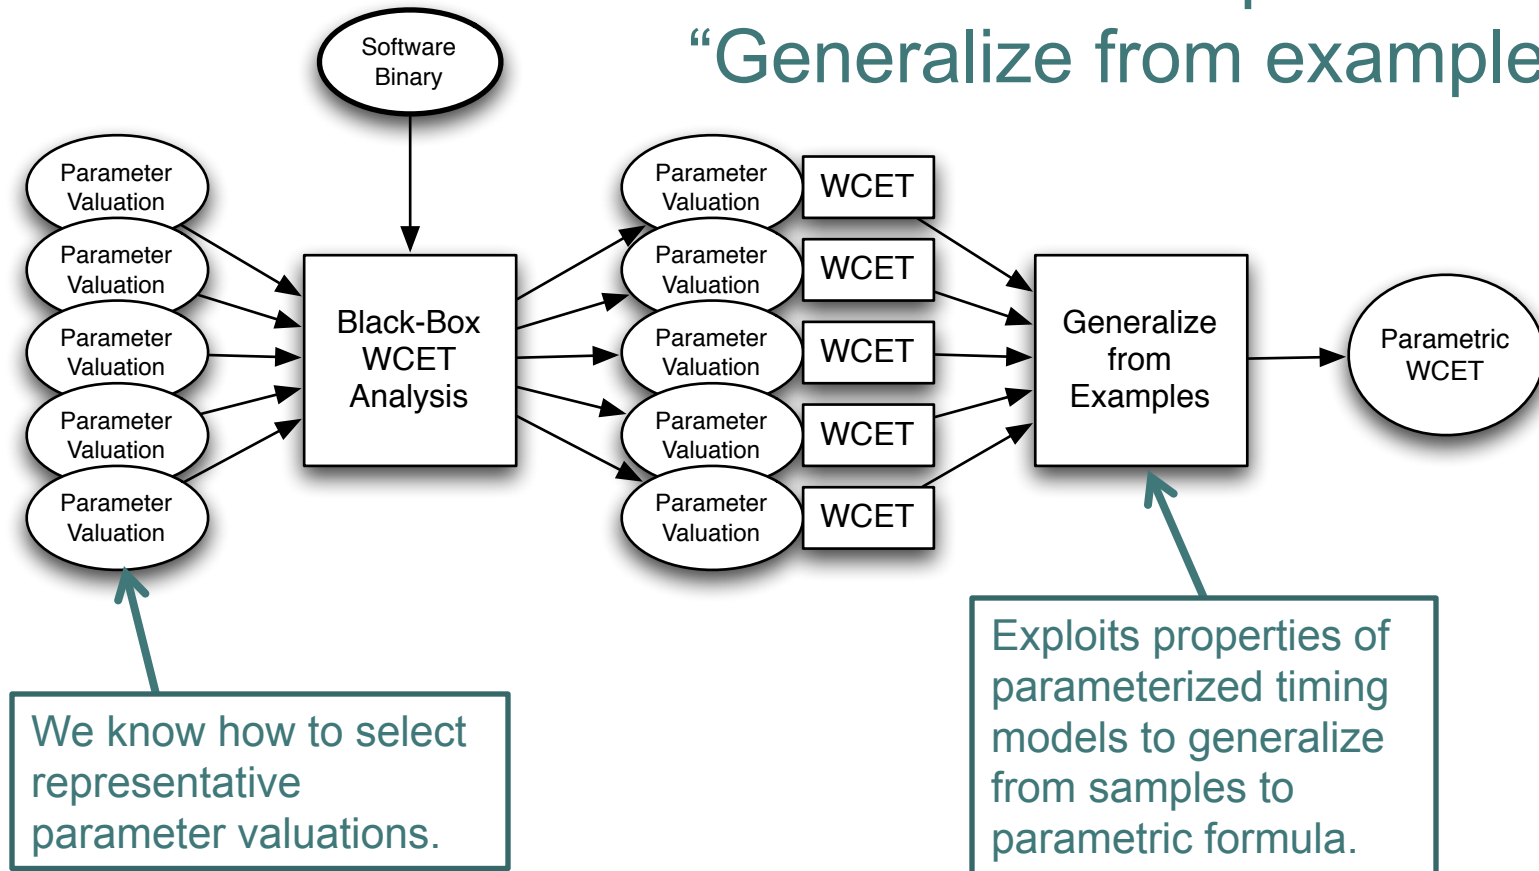 “Generalize from example
Software
Binary
Parameter
Valuation
Parameter
Valuation
Parameter
Valuation
Parameter
Valuation
Parameter
Valuation
Black-Box
WCET
Analysis
Parameter
Valuation
WCET
Parameter
Valuation
WCET
Parameter
Valuation
WCET
Parameter
Valuation
WCET
Parameter
Valuation
WCET
Generalize
from
Examples
Parametric
WCET
We know how to select
representative
parameter valuations.
Exploits properties of
parameterized timing
models to generalize
from samples to
parametric formula.